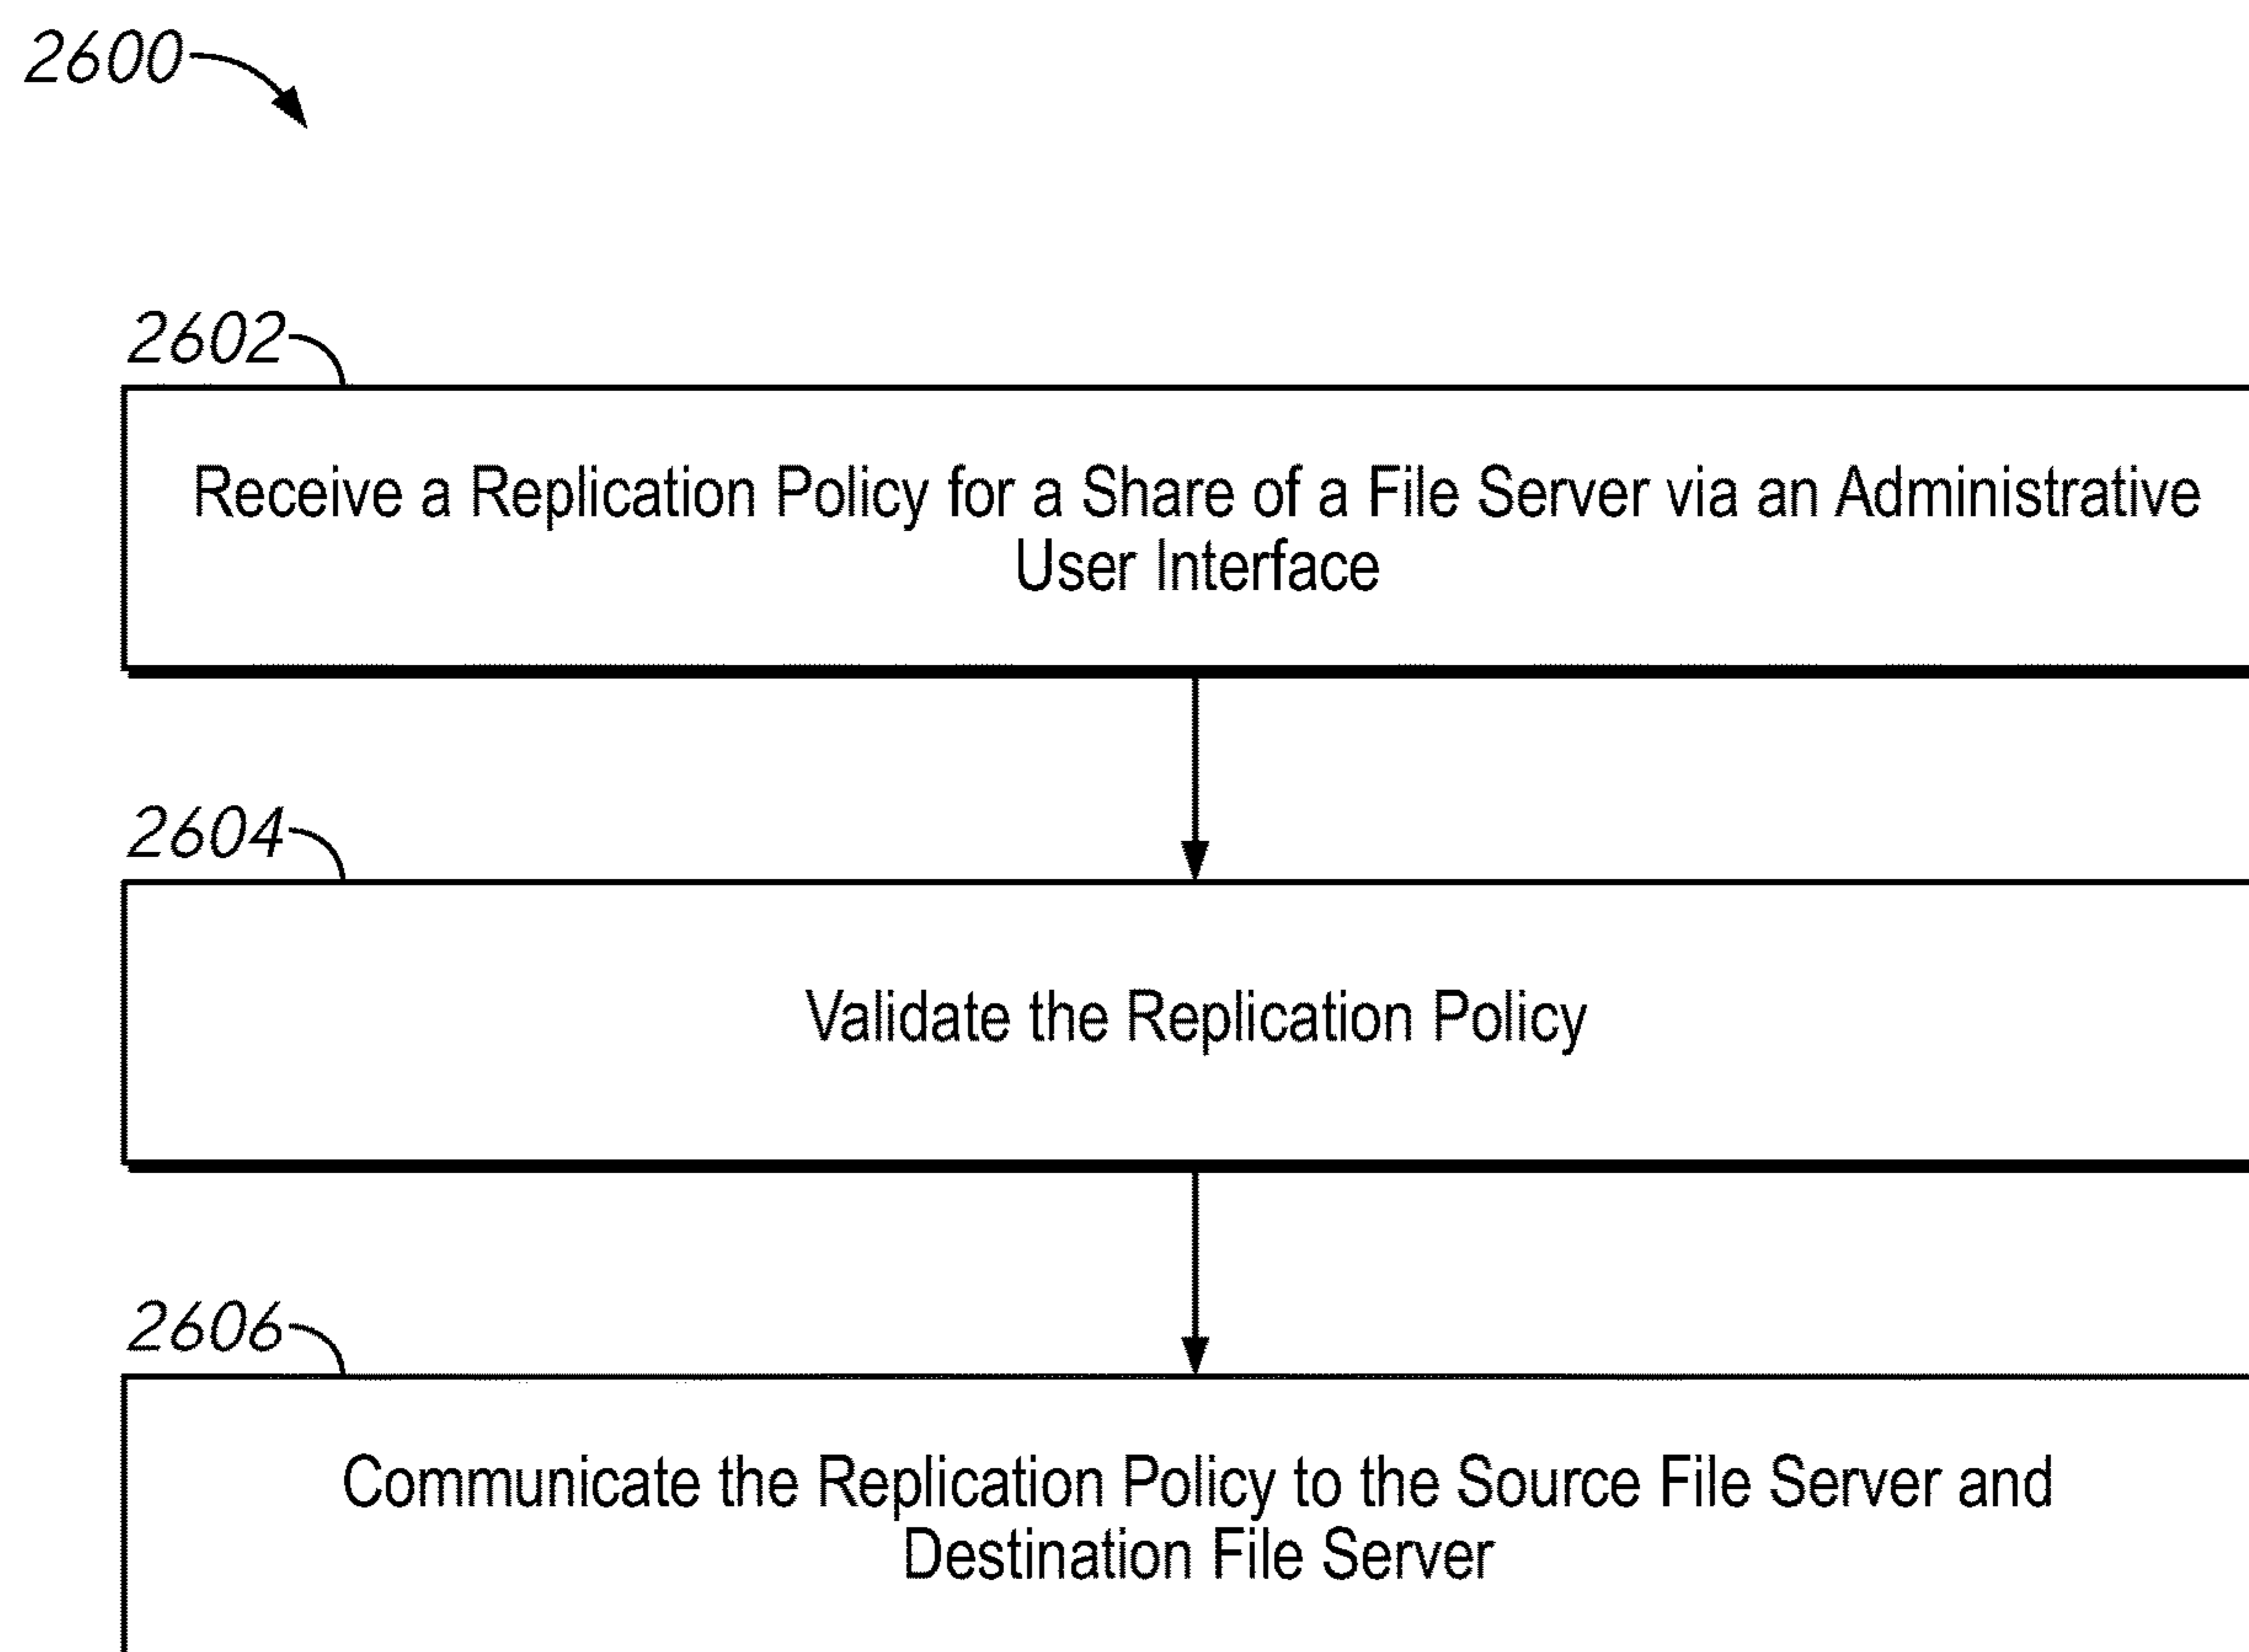 2600
2602
Receive a Replication Policy for a Share of a File Server via an Administrative
User Interface
2604
Validate the Replication Policy
2606
Communicate the Replication Policy to the Source File Server and
Destination File Server